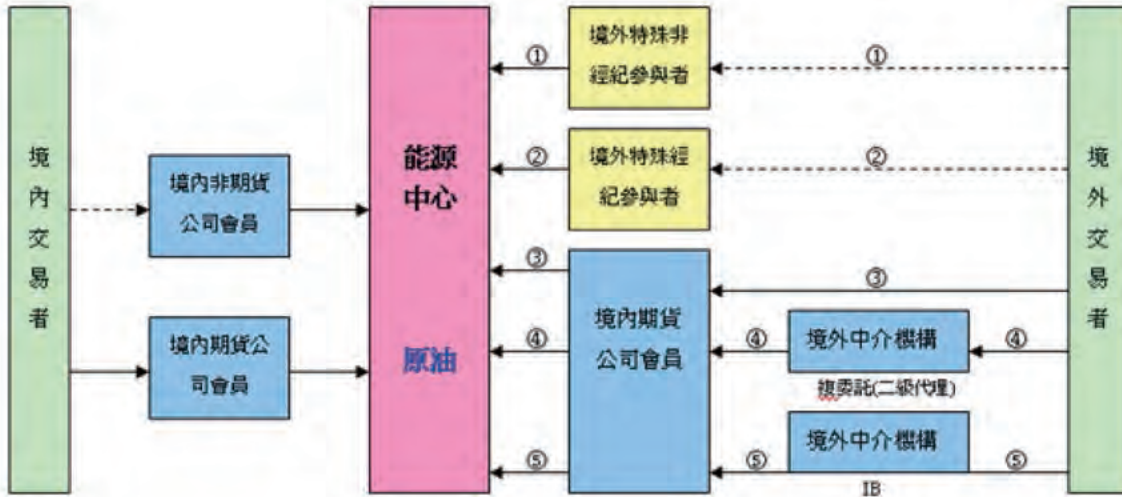 境內交易者
境內非期貨
公司會員
境內期貨公
司會員
能源
中心
原油
①
境外特殊非
經紀參與者
①
②
境外特殊經
紀參與者
②
③
③
境內期貨
公司會員
④
④
境外中介機構
④
複委託(二級代理)
境外中介機構
⑤
⑤
⑤
IB
境外交易者